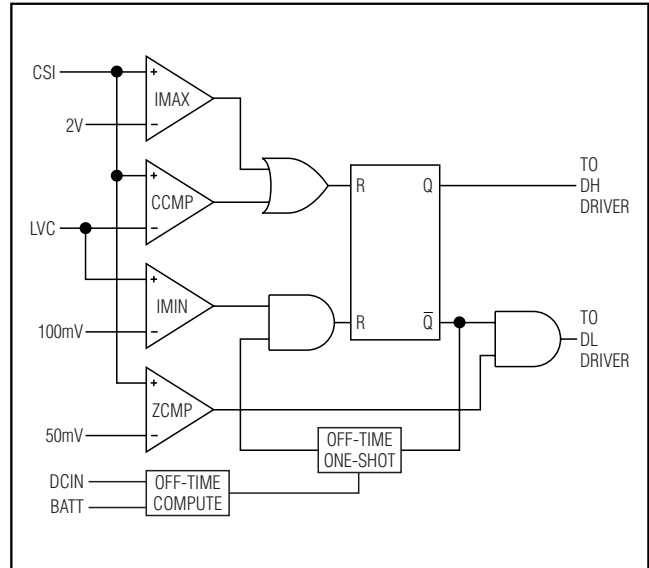 CSI
+
IMAX
2V
−
+
CCMP
LVC
−
+
IMIN
100mV
−
+
ZCMP
50mV
−
DCIN
BATT
OFF-TIME
COMPUTE
OFF-TIME
ONE-SHOT
R
Q
R
Q̅
TO
DH
DRIVER
TO
DL
DRIVER